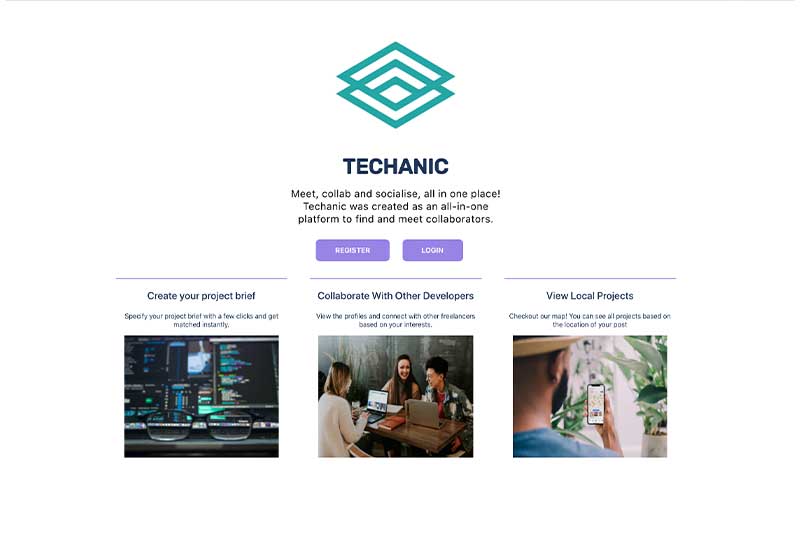 TECHANIC
Meet, collab and socialise, all in one place!
Techanic was created as an all-in-one
platform to find and meet collaborators.
REGISTER
LOGIN
Create your project brief
Specify your project brief with a few clicks and get
matched instantly.
Collaborate With Other Developers
View the profiles and connect with other freelancers
based on your interests.
View Local Projects
Checkout our map! You can see all projects based on
the location of your post